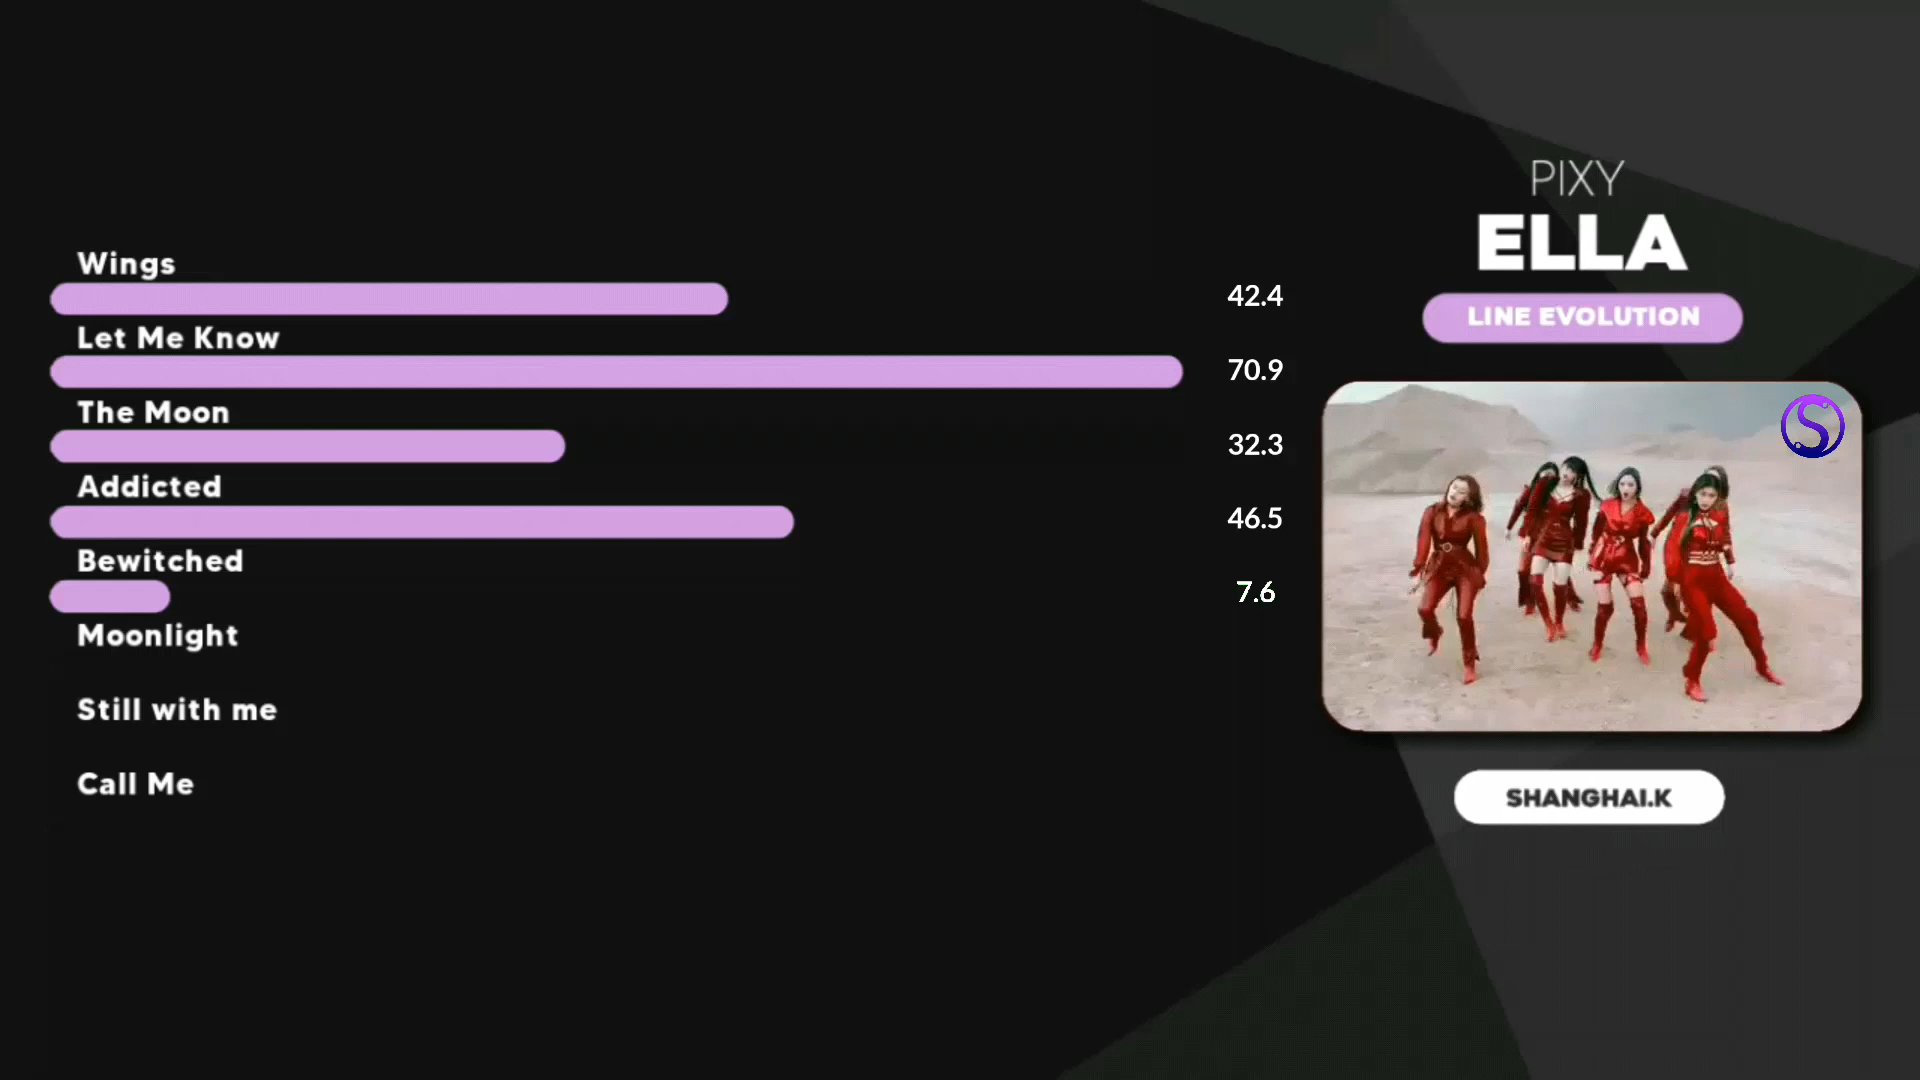 Wings
42.4
Let Me Know
70.9
The Moon
32.3
Addicted
46.5
Bewitched
7.6
Moonlight
Still with me
Call Me
PIXY
ELLA
LINE EVOLUTION
S
SHANGHAI.K